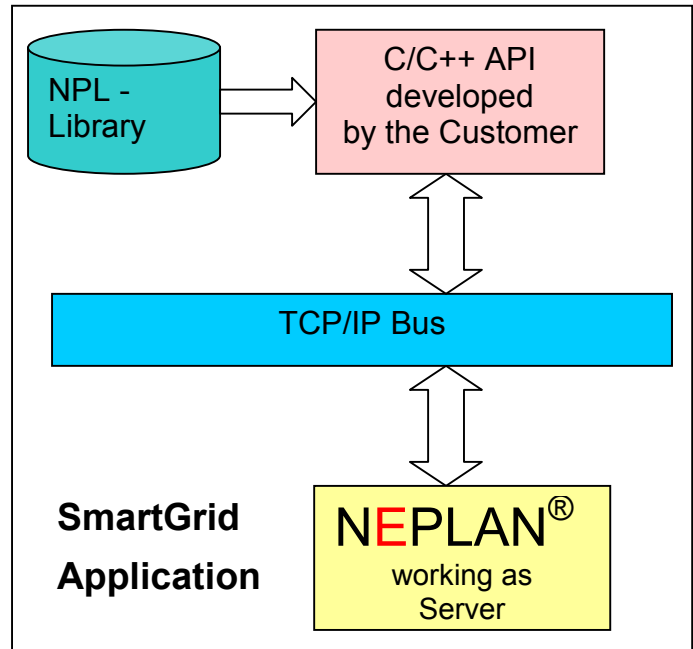 NPL -
Library
C/C++ API
developed
by the Customer
TCP/IP Bus
SmartGrid
Application
NEPLAN®
working as
Server